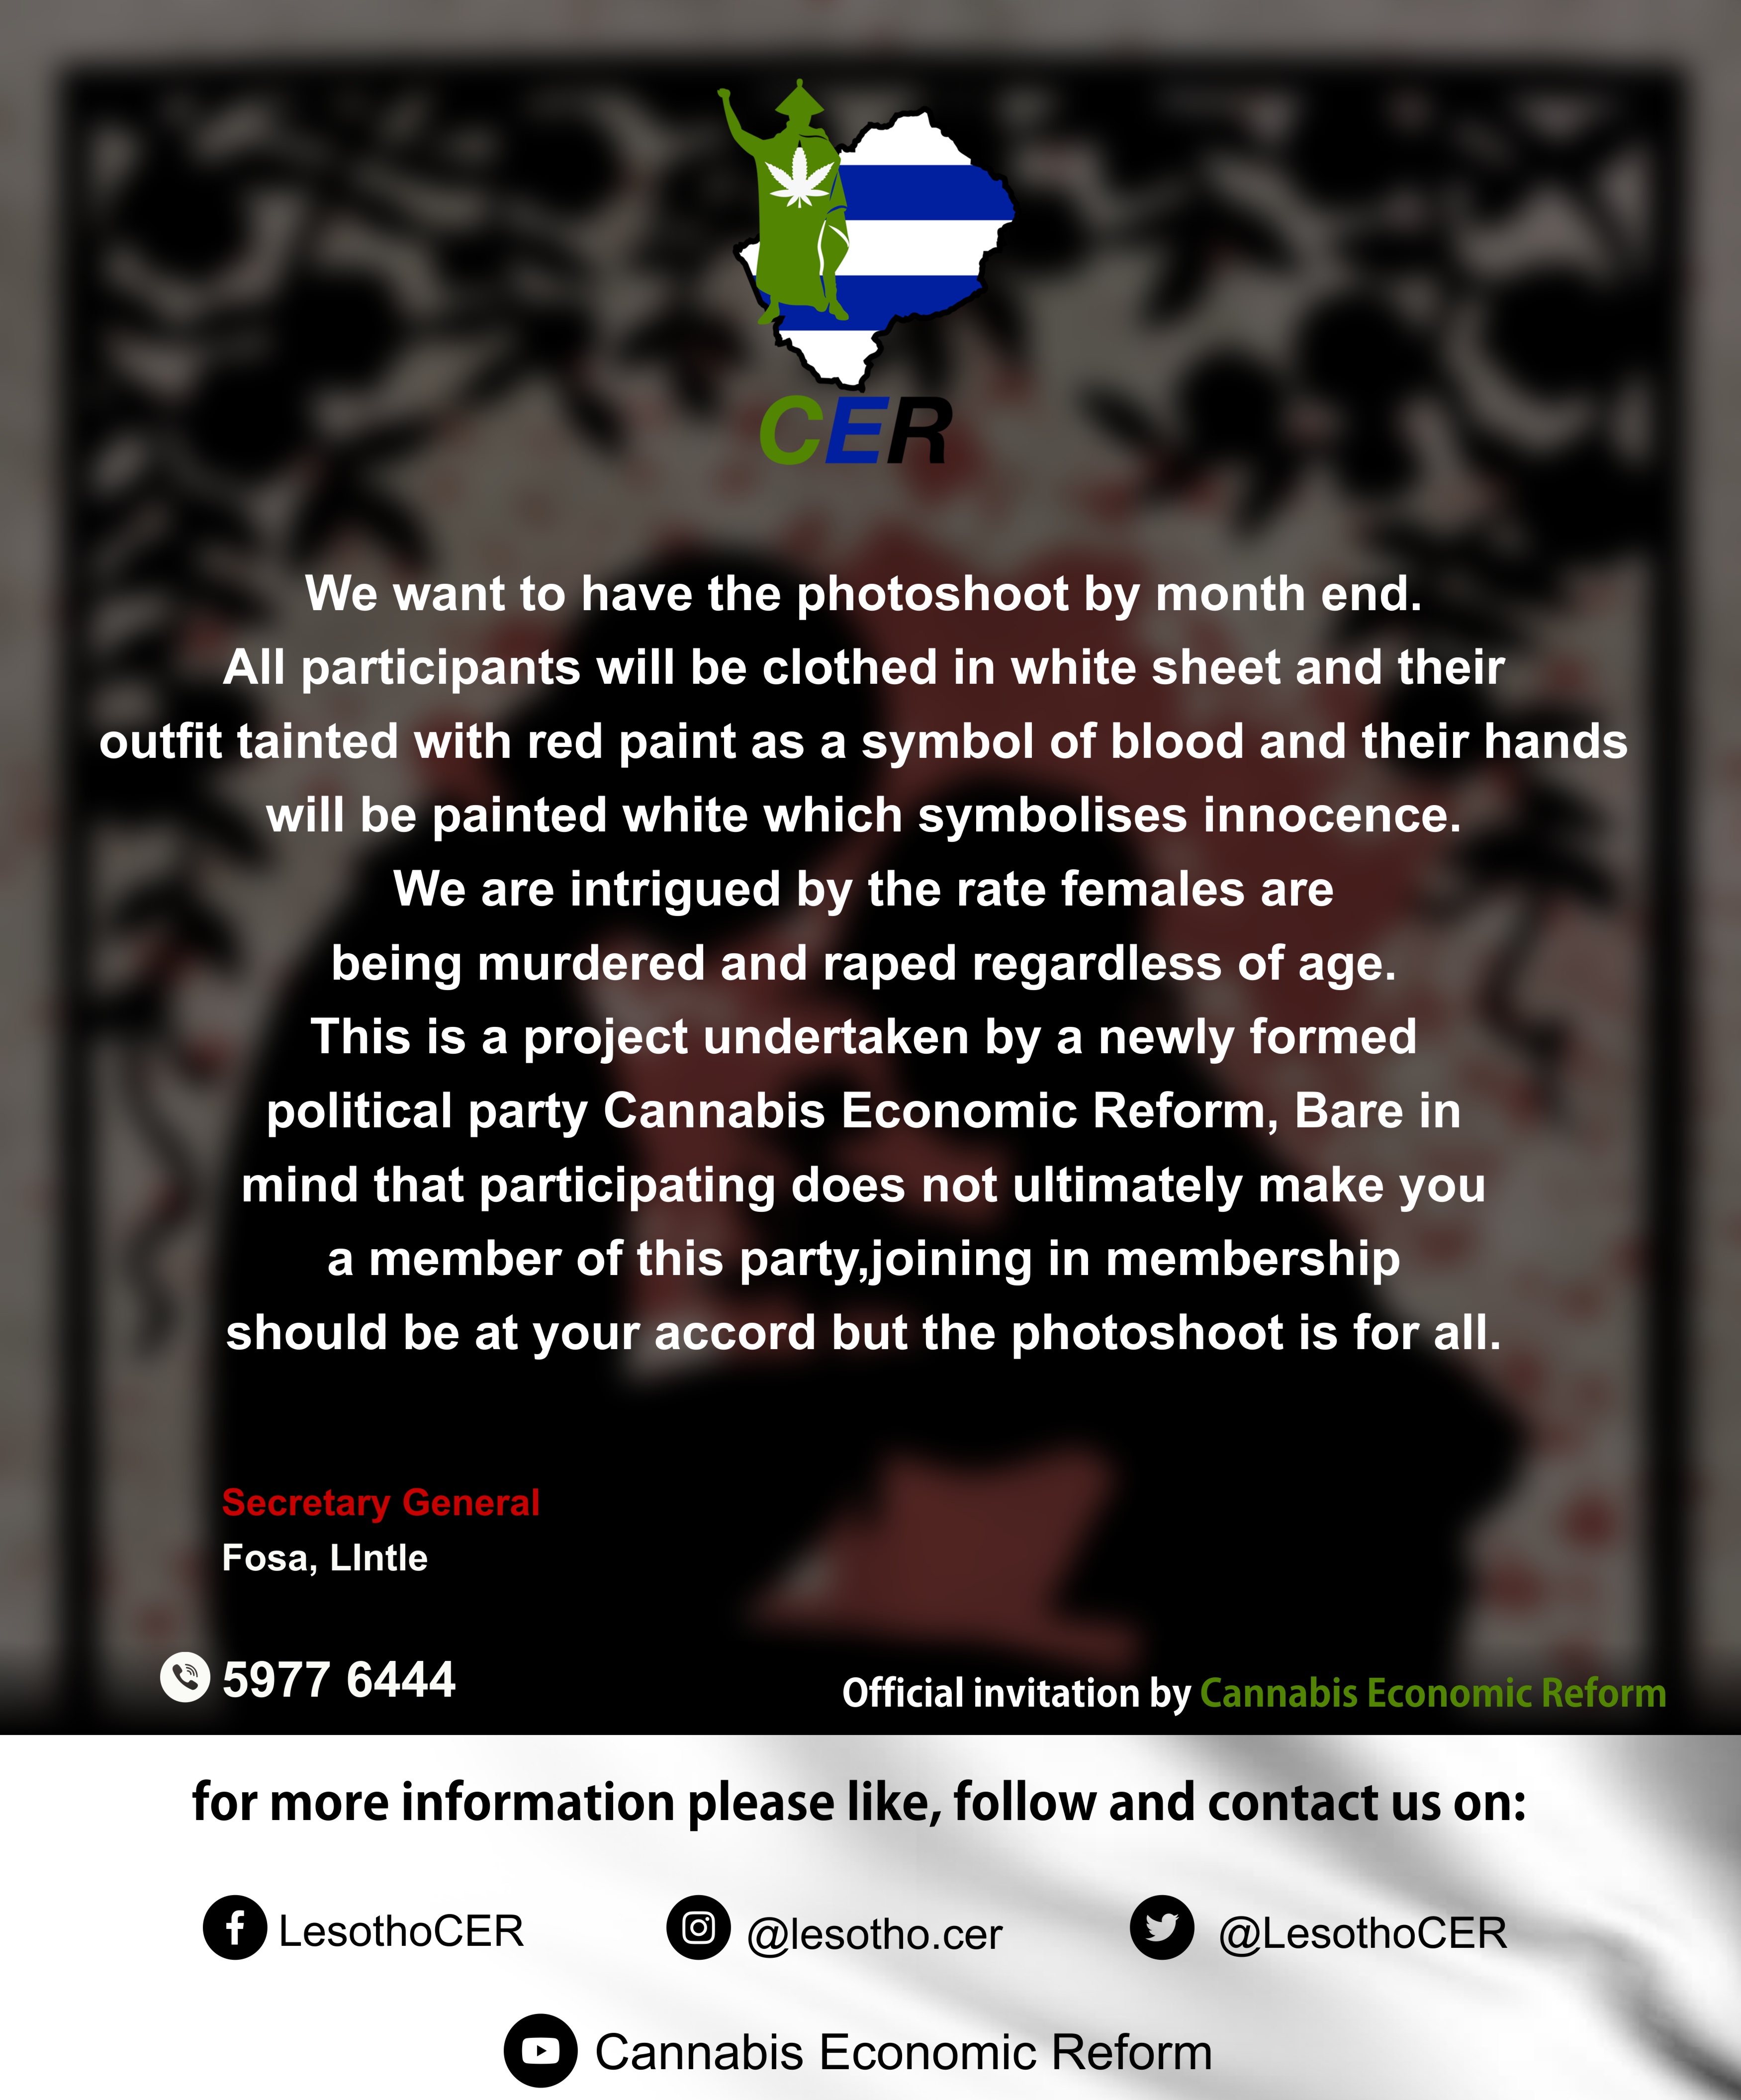 CER
We want to have the photoshoot by month end.
All participants will be clothed in white sheet and their
outfit tainted with red paint as a symbol of blood and their hands
will be painted white which symbolises innocence.
We are intrigued by the rate females are
being murdered and raped regardless of age.
This is a project undertaken by a newly formed
political party Cannabis Economic Reform, Bare in
mind that participating does not ultimately make you
a member of this party,joining in membership
should be at your accord but the photoshoot is for all.
Secretary General
Fosa, LIntle
5977 6444
Official invitation by Cannabis Economic Reform
for more information please like, follow and contact us on:
LesothoCER
@lesotho.cer
@LesothoCER
Cannabis Economic Reform